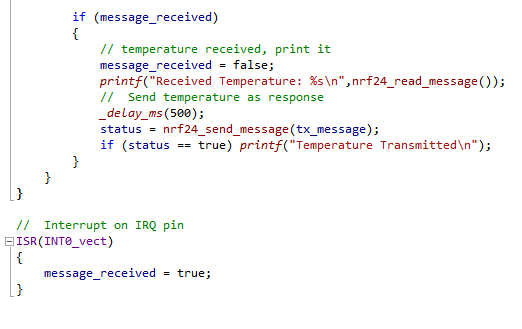 if (message_received)
{
// temperature received, print it
message_received = false;
printf("Received Temperature: %s\n",nrf24_read_message());
//  Send temperature as response
_delay_ms(500);
status = nrf24_send_message(tx_message);
if (status == true) printf("Temperature Transmitted\n");
}
}
}
//  Interrupt on IRQ pin
ISR(INT0_vect)
{
message_received = true;
}